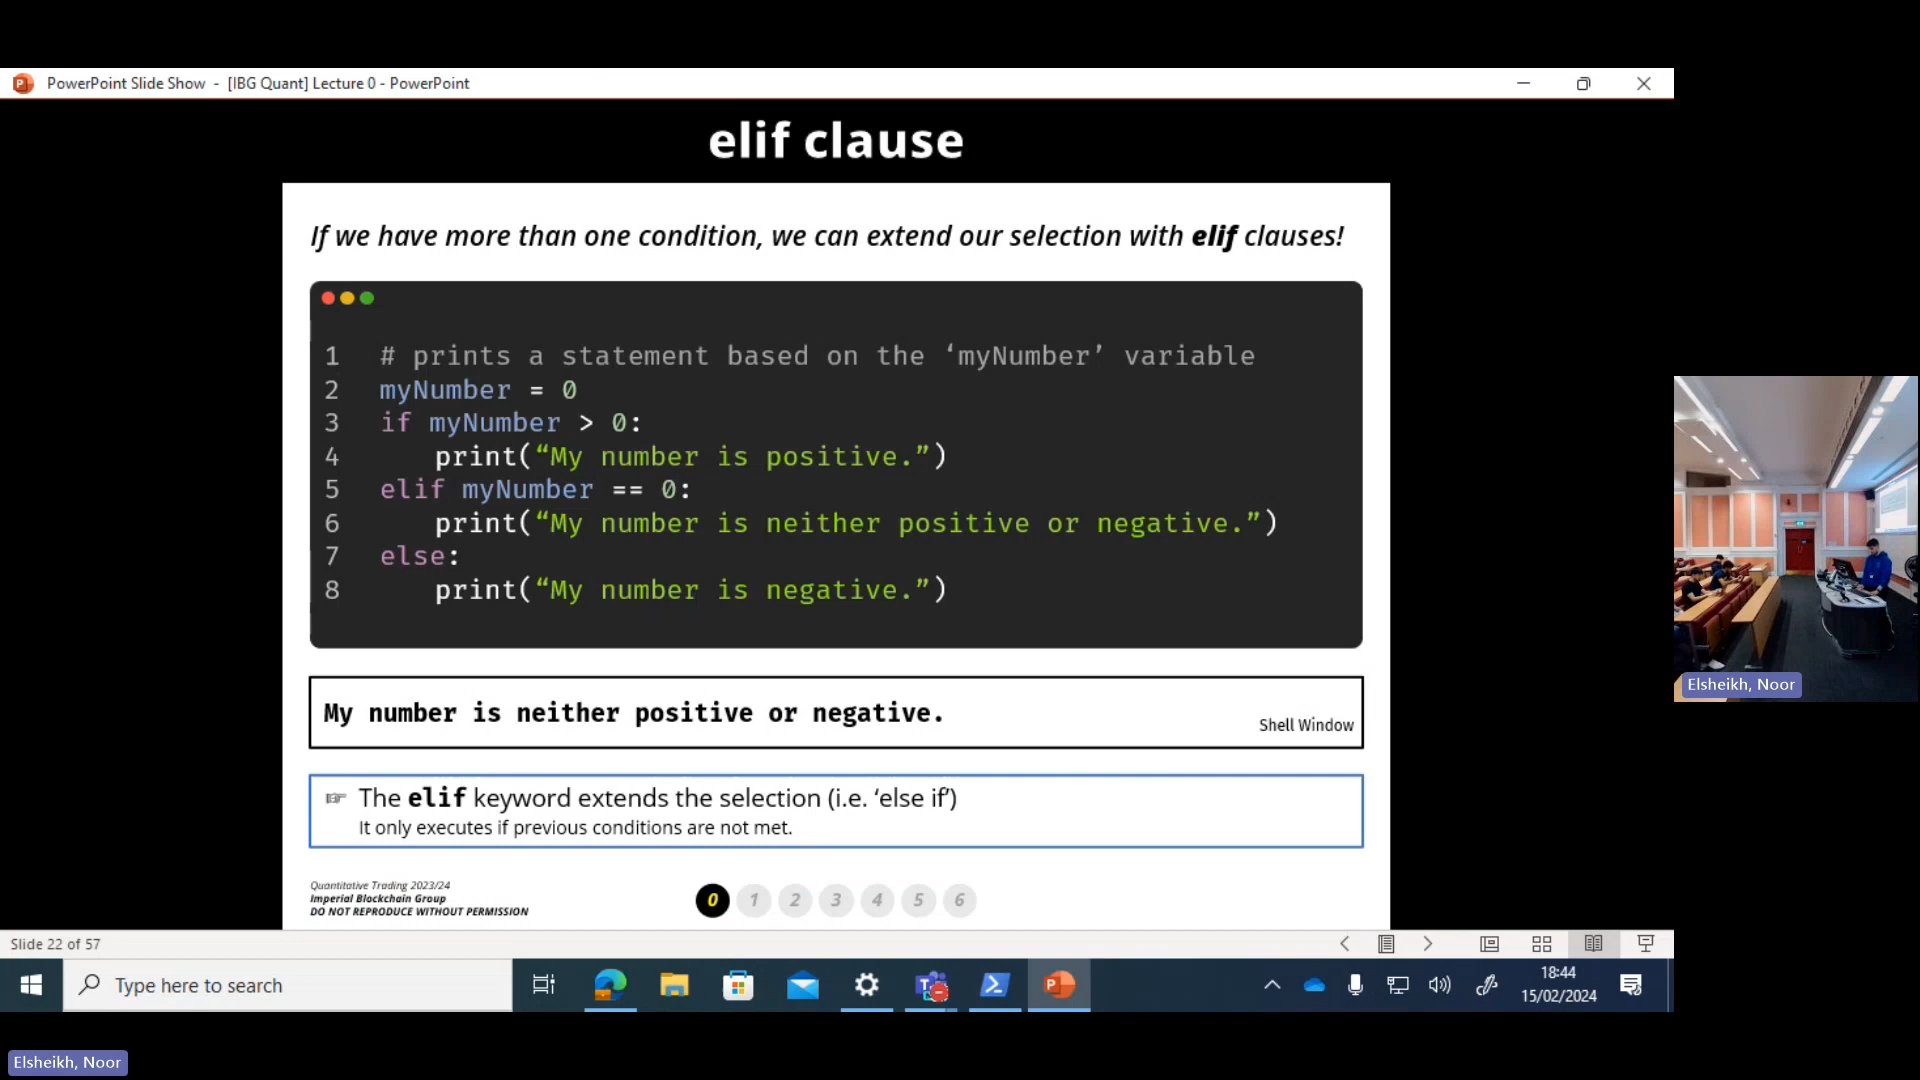 PowerPoint Slide Show - [IBG Quant] Lecture 0 - PowerPoint
elif clause
If we have more than one condition, we can extend our selection with elif clauses!
1 # prints a statement based on the ‘myNumber’ variable
2 myNumber = 0
3 if myNumber > 0:
4 print(“My number is positive.”)
5 elif myNumber == 0:
6 print(“My number is neither positive or negative.”)
7 else:
8 print(“My number is negative.”)
My number is neither positive or negative.
Shell Window
☞ The elif keyword extends the selection (i.e. ‘else if’)
It only executes if previous conditions are not met.
Quantitative Trading 2023/24
Imperial Blockchain Group
DO NOT REPRODUCE WITHOUT PERMISSION
0 1 2 3 4 5 6
Slide 22 of 57
Type here to search
18:44
15/02/2024
Elsheikh, Noor
Elsheikh, Noor